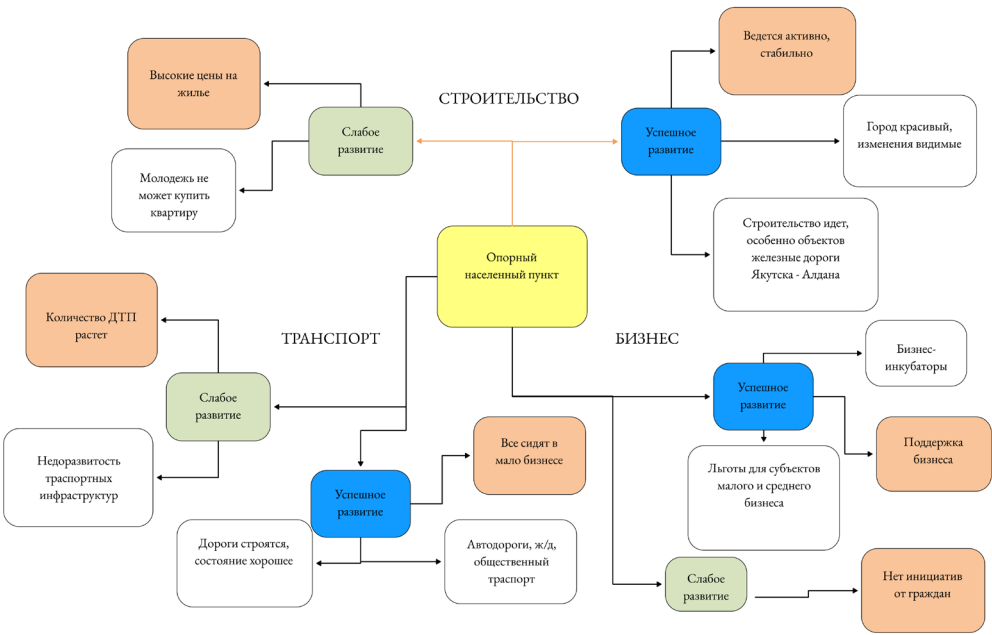 СТРОИТЕЛЬСТВО
Высокие цены на
жилье
Слабое
развитие
Молодежь не
может купить
квартиру
Ведется активно,
стабильно
Успешное
развитие
Город красивый,
изменения видимые
Строительство идет,
особенно объектов
железные дороги
Якутска - Алдана
Опорный
населенный пункт
ТРАНСПОРТ
Количество ДТП
растет
Слабое
развитие
Недоразвитость
траспортных
инфраструктур
Все сидят в
мало бизнесе
Успешное
развитие
Дороги строятся,
состояние хорошее
Автодороги, ж/д,
общественный
траспорт
БИЗНЕС
Бизнес-
инкубаторы
Успешное
развитие
Поддержка
бизнеса
Льготы для субъектов
малого и среднего
бизнеса
Слабое
развитие
Нет инициатив
от граждан